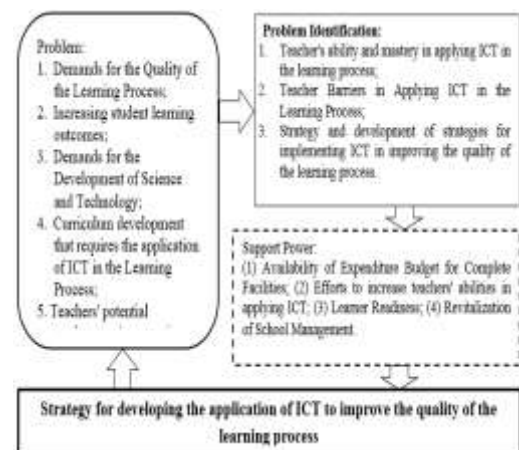 Problem:
1. Demands for the Quality of
the Learning Process;
2. Increasing student learning
outcomes;
3. Demands for the
Development of Science
and Technology;
4. Curriculum development
that requires the application
of ICT in the Learning
Process;
5. Teachers' potential
Problem Identification:
1. Teacher's ability and mastery in applying ICT in
the learning process;
2. Teacher Barriers in Applying ICT in the
Learning Process;
3. Strategy and development of strategies for
implementing ICT in improving the quality of
the learning process.
Support Power:
(1) Availability of Expenditure Budget for Complete
Facilities; (2) Efforts to increase teachers' abilities in
applying ICT; (3) Learner Readiness; (4) Revitalization
of School Management.
Strategy for developing the application of ICT to improve the quality of the
learning process